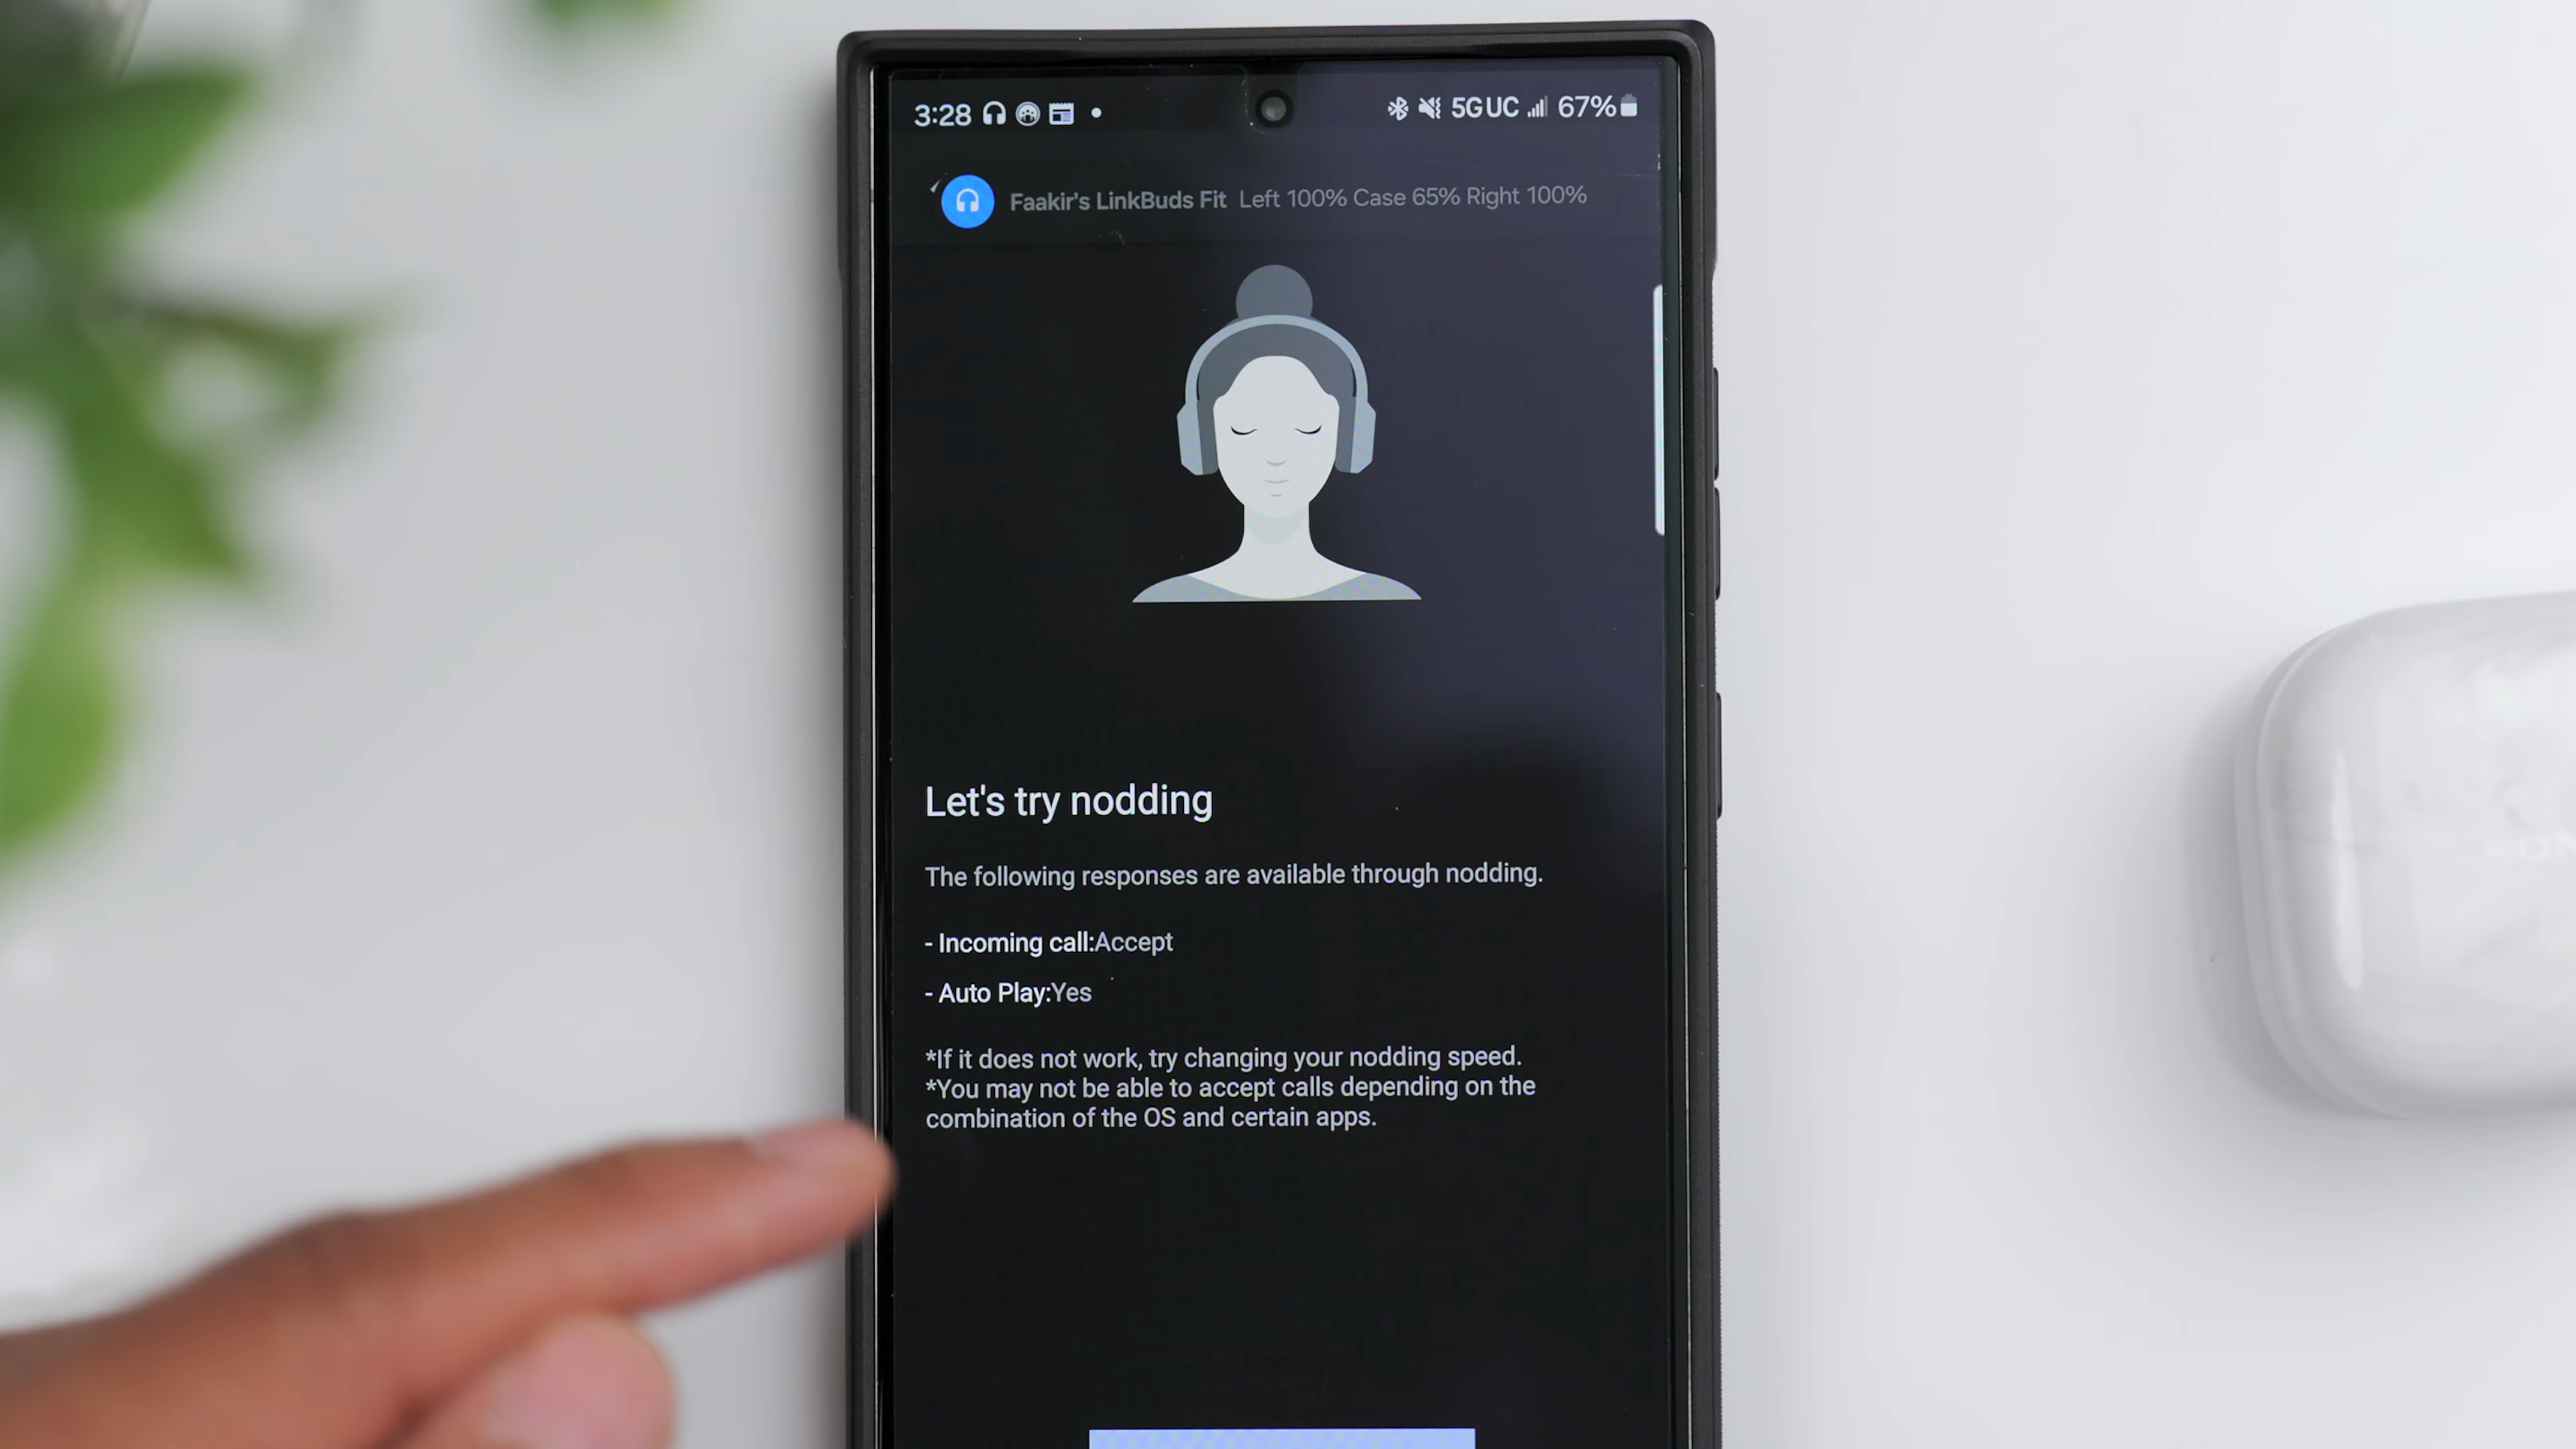 3:28 5G UC 67%
Faakir's LinkBuds Fit Left 100% Case 65% Right 100%
Let's try nodding
The following responses are available through nodding.
- Incoming call:Accept
- Auto Play:Yes
*If it does not work, try changing your nodding speed.
*You may not be able to accept calls depending on the
combination of the OS and certain apps.